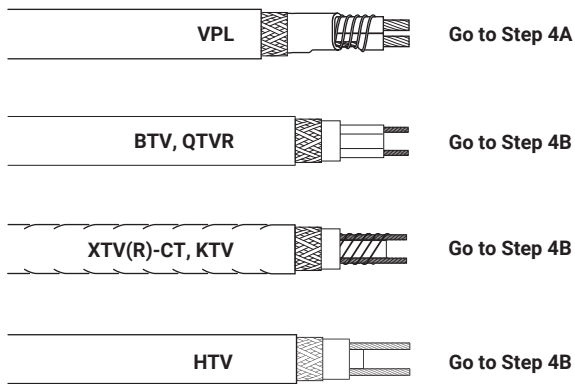 VPL Go to Step 4A
BTV, QTVR Go to Step 4B
XTV(R)-CT, KTV Go to Step 4B
HTV Go to Step 4B